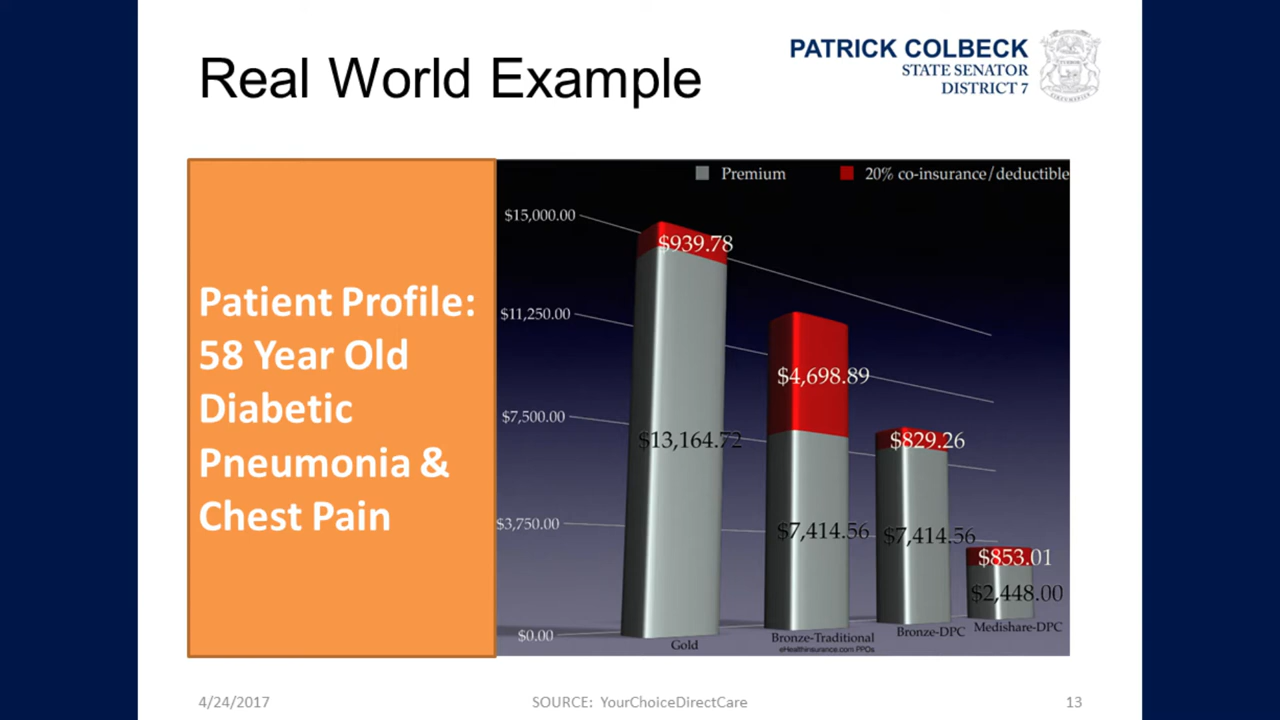 Real World Example
PATRICK COLBECK
STATE SENATOR
DISTRICT 7
Patient Profile:
58 Year Old
Diabetic
Pneumonia &
Chest Pain
Premium
20% co-insurance/deductible
$15,000.00
$11,250.00
$7,500.00
$3,750.00
$0.00
$939.78
$13,164.72
$4,698.89
$7,414.56
$829.26
$7,414.56
$853.01
$2,448.00
Gold
Bronze-Traditional
eHealthinsurance.com PPOs
Bronze-DPC
Medishare-DPC
4/24/2017
SOURCE: YourChoiceDirectCare
13